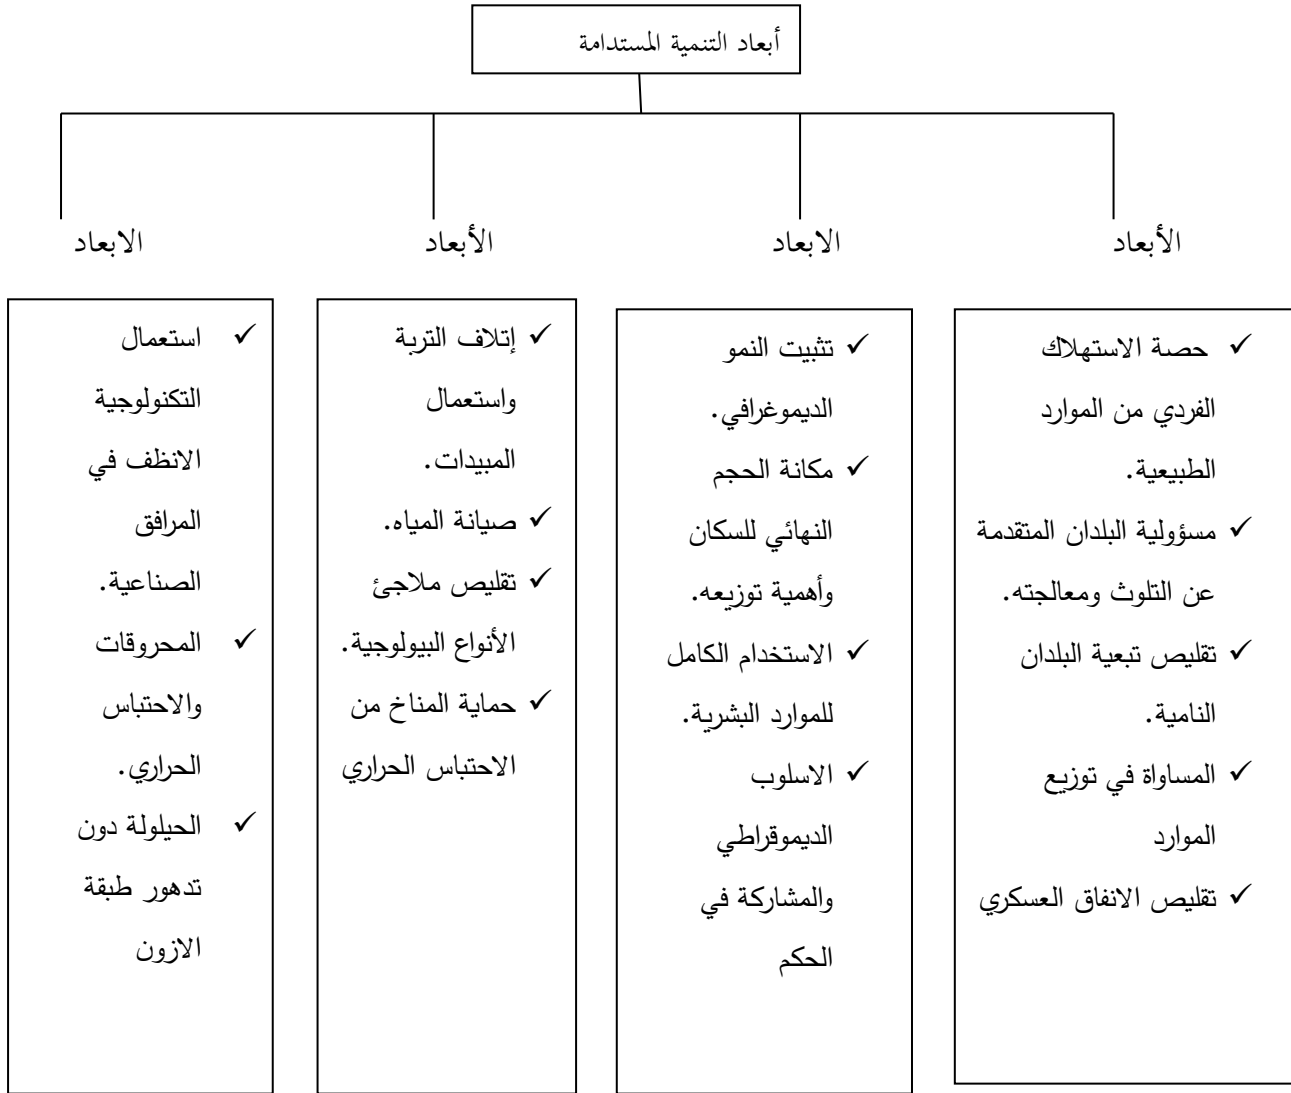 أبعاد التنمية المستدامة
الأبعاد
الابعاد
الأبعاد
الابعاد
✓ حصة الاستهلاك
الفردي من الموارد
الطبيعية.
✓ مسؤولية البلدان المتقدمة
عن التلوث ومعالجته.
✓ تقليص تبعية البلدان
النامية.
✓ المساواة في توزيع
الموارد
✓ تقليص الانفاق العسكري
✓ تثبيت النمو
الديموغرافي.
✓ مكانة الحجم
النهائي للسكان
وأهمية توزيعه.
✓ الاستخدام الكامل
للموارد البشرية.
✓ الاسلوب
الديموقراطي
والمشاركة في
الحكم
✓ إتلاف التربة
واستعمال
المبيدات.
✓ صيانة المياه.
✓ تقليص ملاجئ
الأنواع البيولوجية.
✓ حماية المناخ من
الاحتباس الحراري
✓ استعمال
التكنولوجية
الانظف في
المرافق
الصناعية.
✓ المحروقات
والاحتباس
الحراري.
✓ الحيلولة دون
تدهور طبقة
الازون